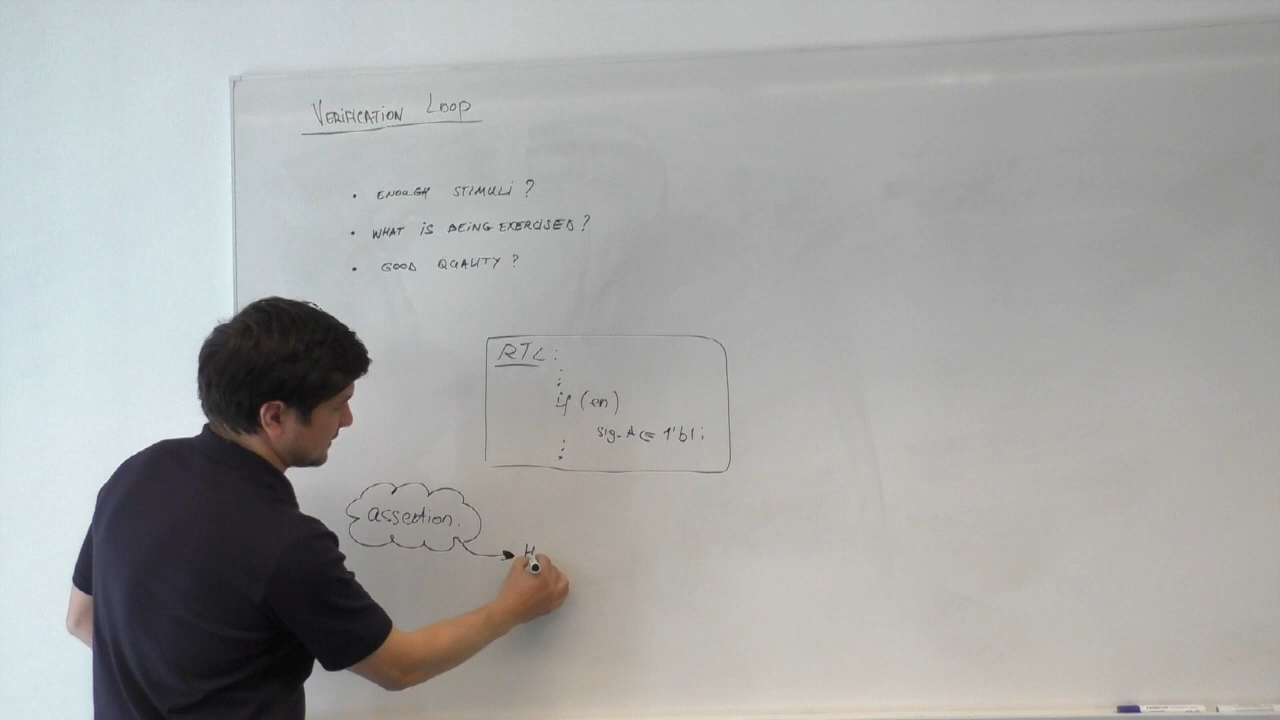 VERIFICATION LOOP
• ENOUGH STIMULI ?
• WHAT IS BEING EXERCISED ?
• GOOD QUALITY ?
RTL :
if (en)
sig_A <= 1'b1 ;
assertion.
H